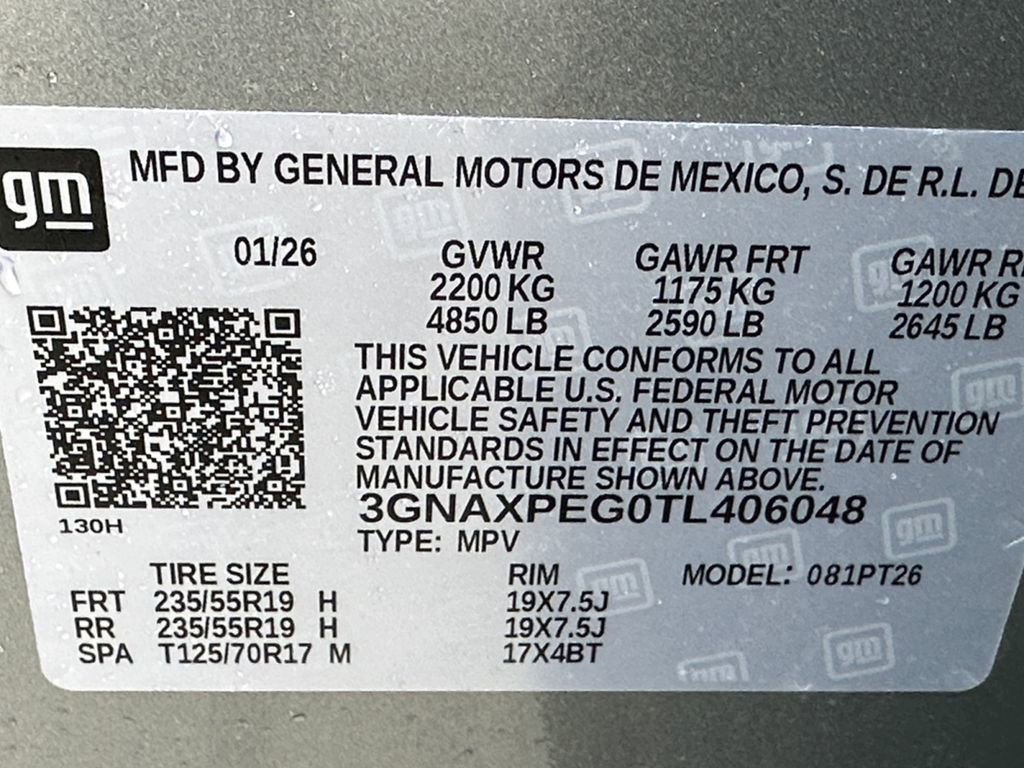 gm
MFD BY GENERAL MOTORS DE MEXICO, S. DE R.L. DE
01/26 GVWR GAWR FRT GAWR R
2200 KG 1175 KG 1200 KG
4850 LB 2590 LB 2645 LB
THIS VEHICLE CONFORMS TO ALL
APPLICABLE U.S. FEDERAL MOTOR
VEHICLE SAFETY AND THEFT PREVENTION
STANDARDS IN EFFECT ON THE DATE OF
MANUFACTURE SHOWN ABOVE.
3GNAXPEG0TL406048
130H
TYPE: MPV
TIRE SIZE RIM MODEL: 081PT26
FRT 235/55R19 H 19X7.5J
RR 235/55R19 H 19X7.5J
SPA T125/70R17 M 17X4BT